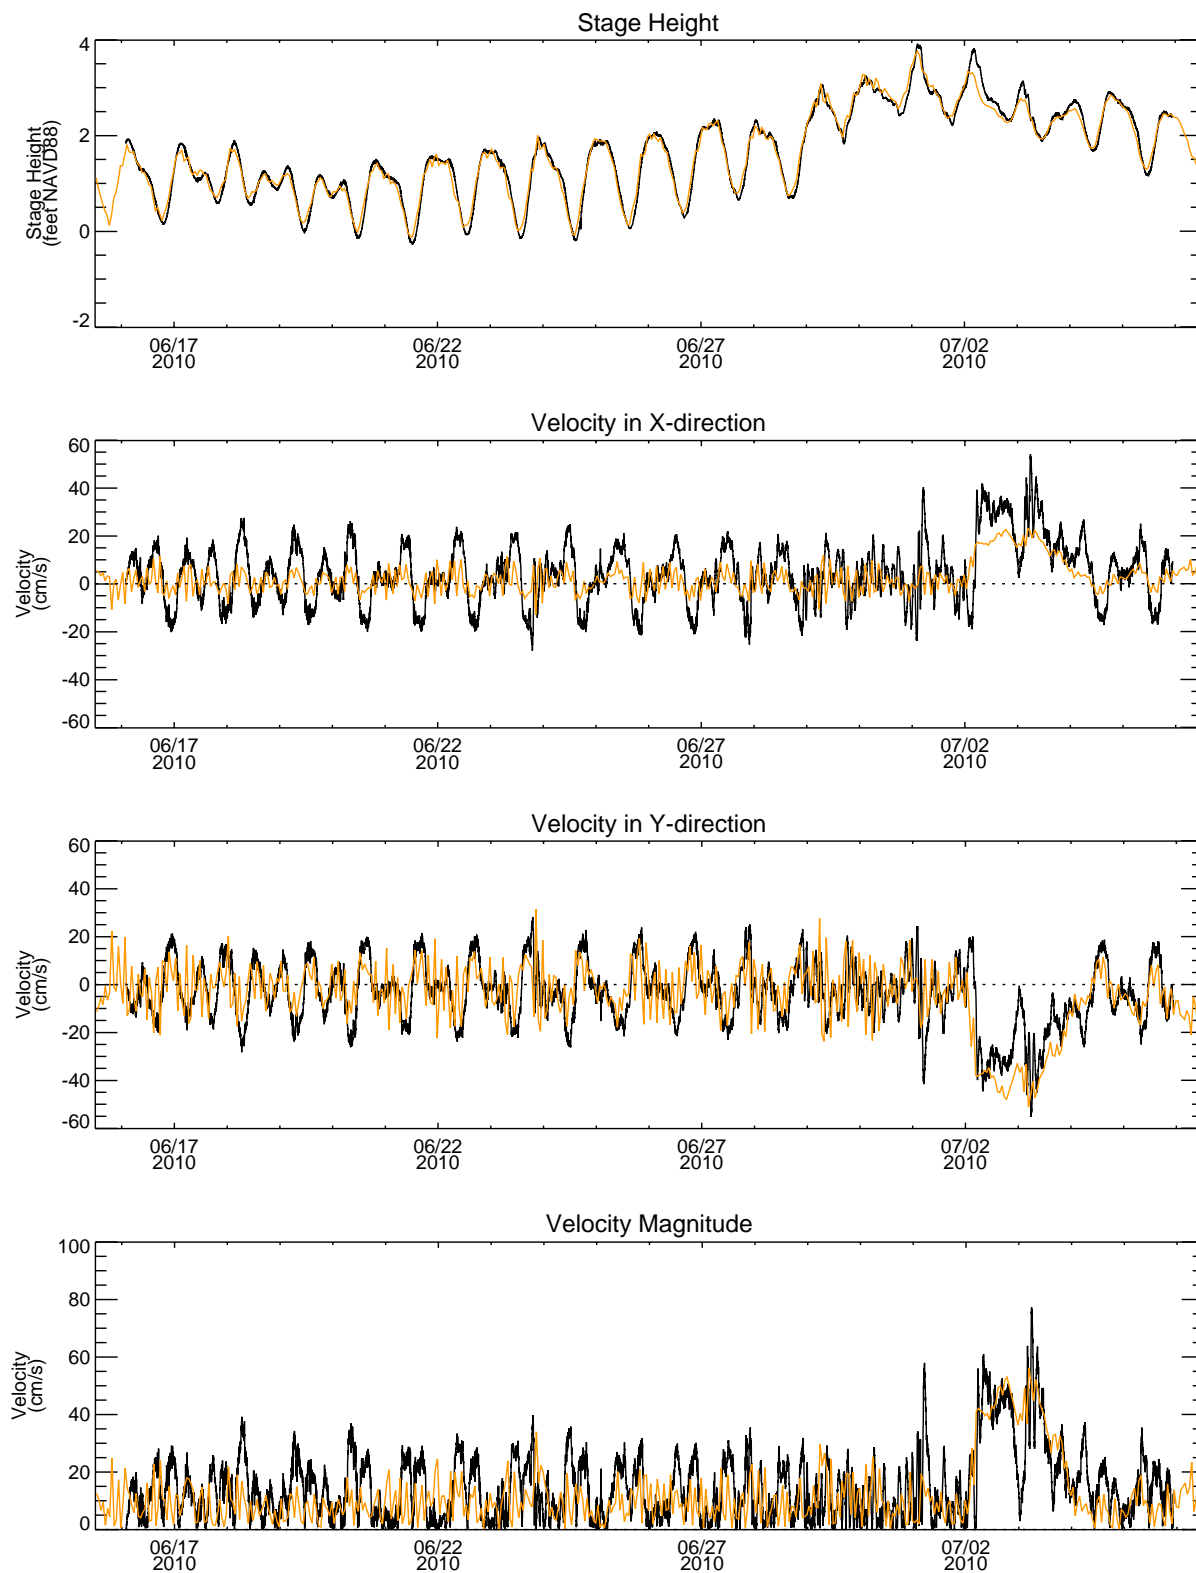 Stage Height
4
2
0
-2
Stage Height
(feet NAVD88)
06/17 06/22 06/27 07/02
2010 2010 2010 2010
Velocity in X-direction
60
40
20
0
-20
-40
-60
Velocity
(cm/s)
06/17 06/22 06/27 07/02
2010 2010 2010 2010
Velocity in Y-direction
60
40
20
0
-20
-40
-60
Velocity
(cm/s)
06/17 06/22 06/27 07/02
2010 2010 2010 2010
Velocity Magnitude
100
80
60
40
20
0
Velocity
(cm/s)
06/17 06/22 06/27 07/02
2010 2010 2010 2010